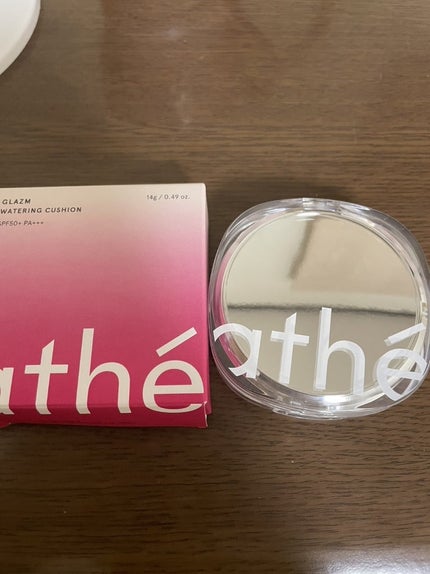 GLAZM
14g / 0.49 oz.
WATERING CUSHION
SPF50+ PA+++
athé
athé